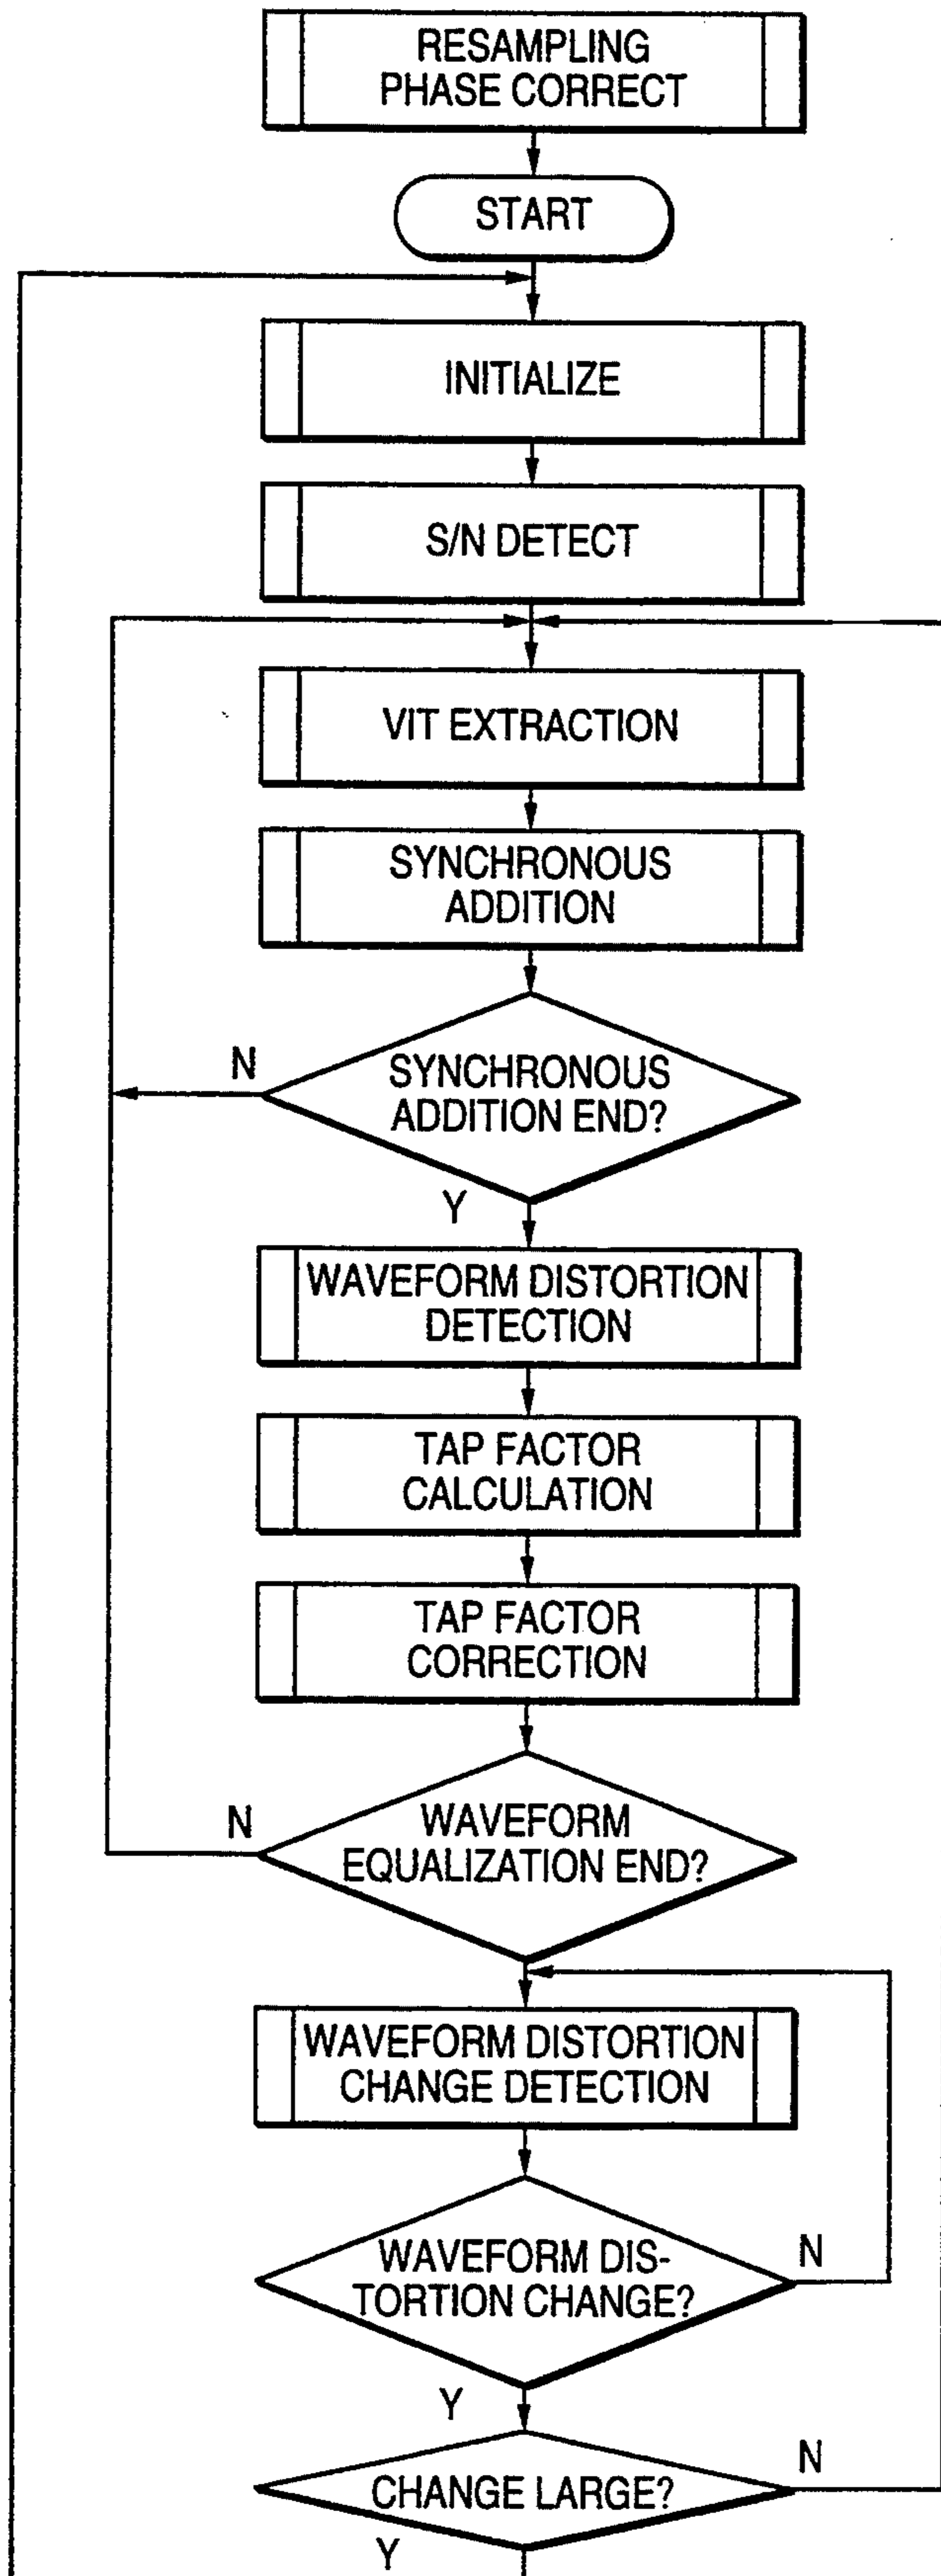 RESAMPLING
PHASE CORRECT
START
INITIALIZE
S/N DETECT
VIT EXTRACTION
SYNCHRONOUS
ADDITION
N
SYNCHRONOUS
ADDITION END?
Y
WAVEFORM DISTORTION
DETECTION
TAP FACTOR
CALCULATION
TAP FACTOR
CORRECTION
N
WAVEFORM
EQUALIZATION END?
WAVEFORM DISTORTION
CHANGE DETECTION
WAVEFORM DIS-
TORTION CHANGE?
N
Y
CHANGE LARGE?
N
Y